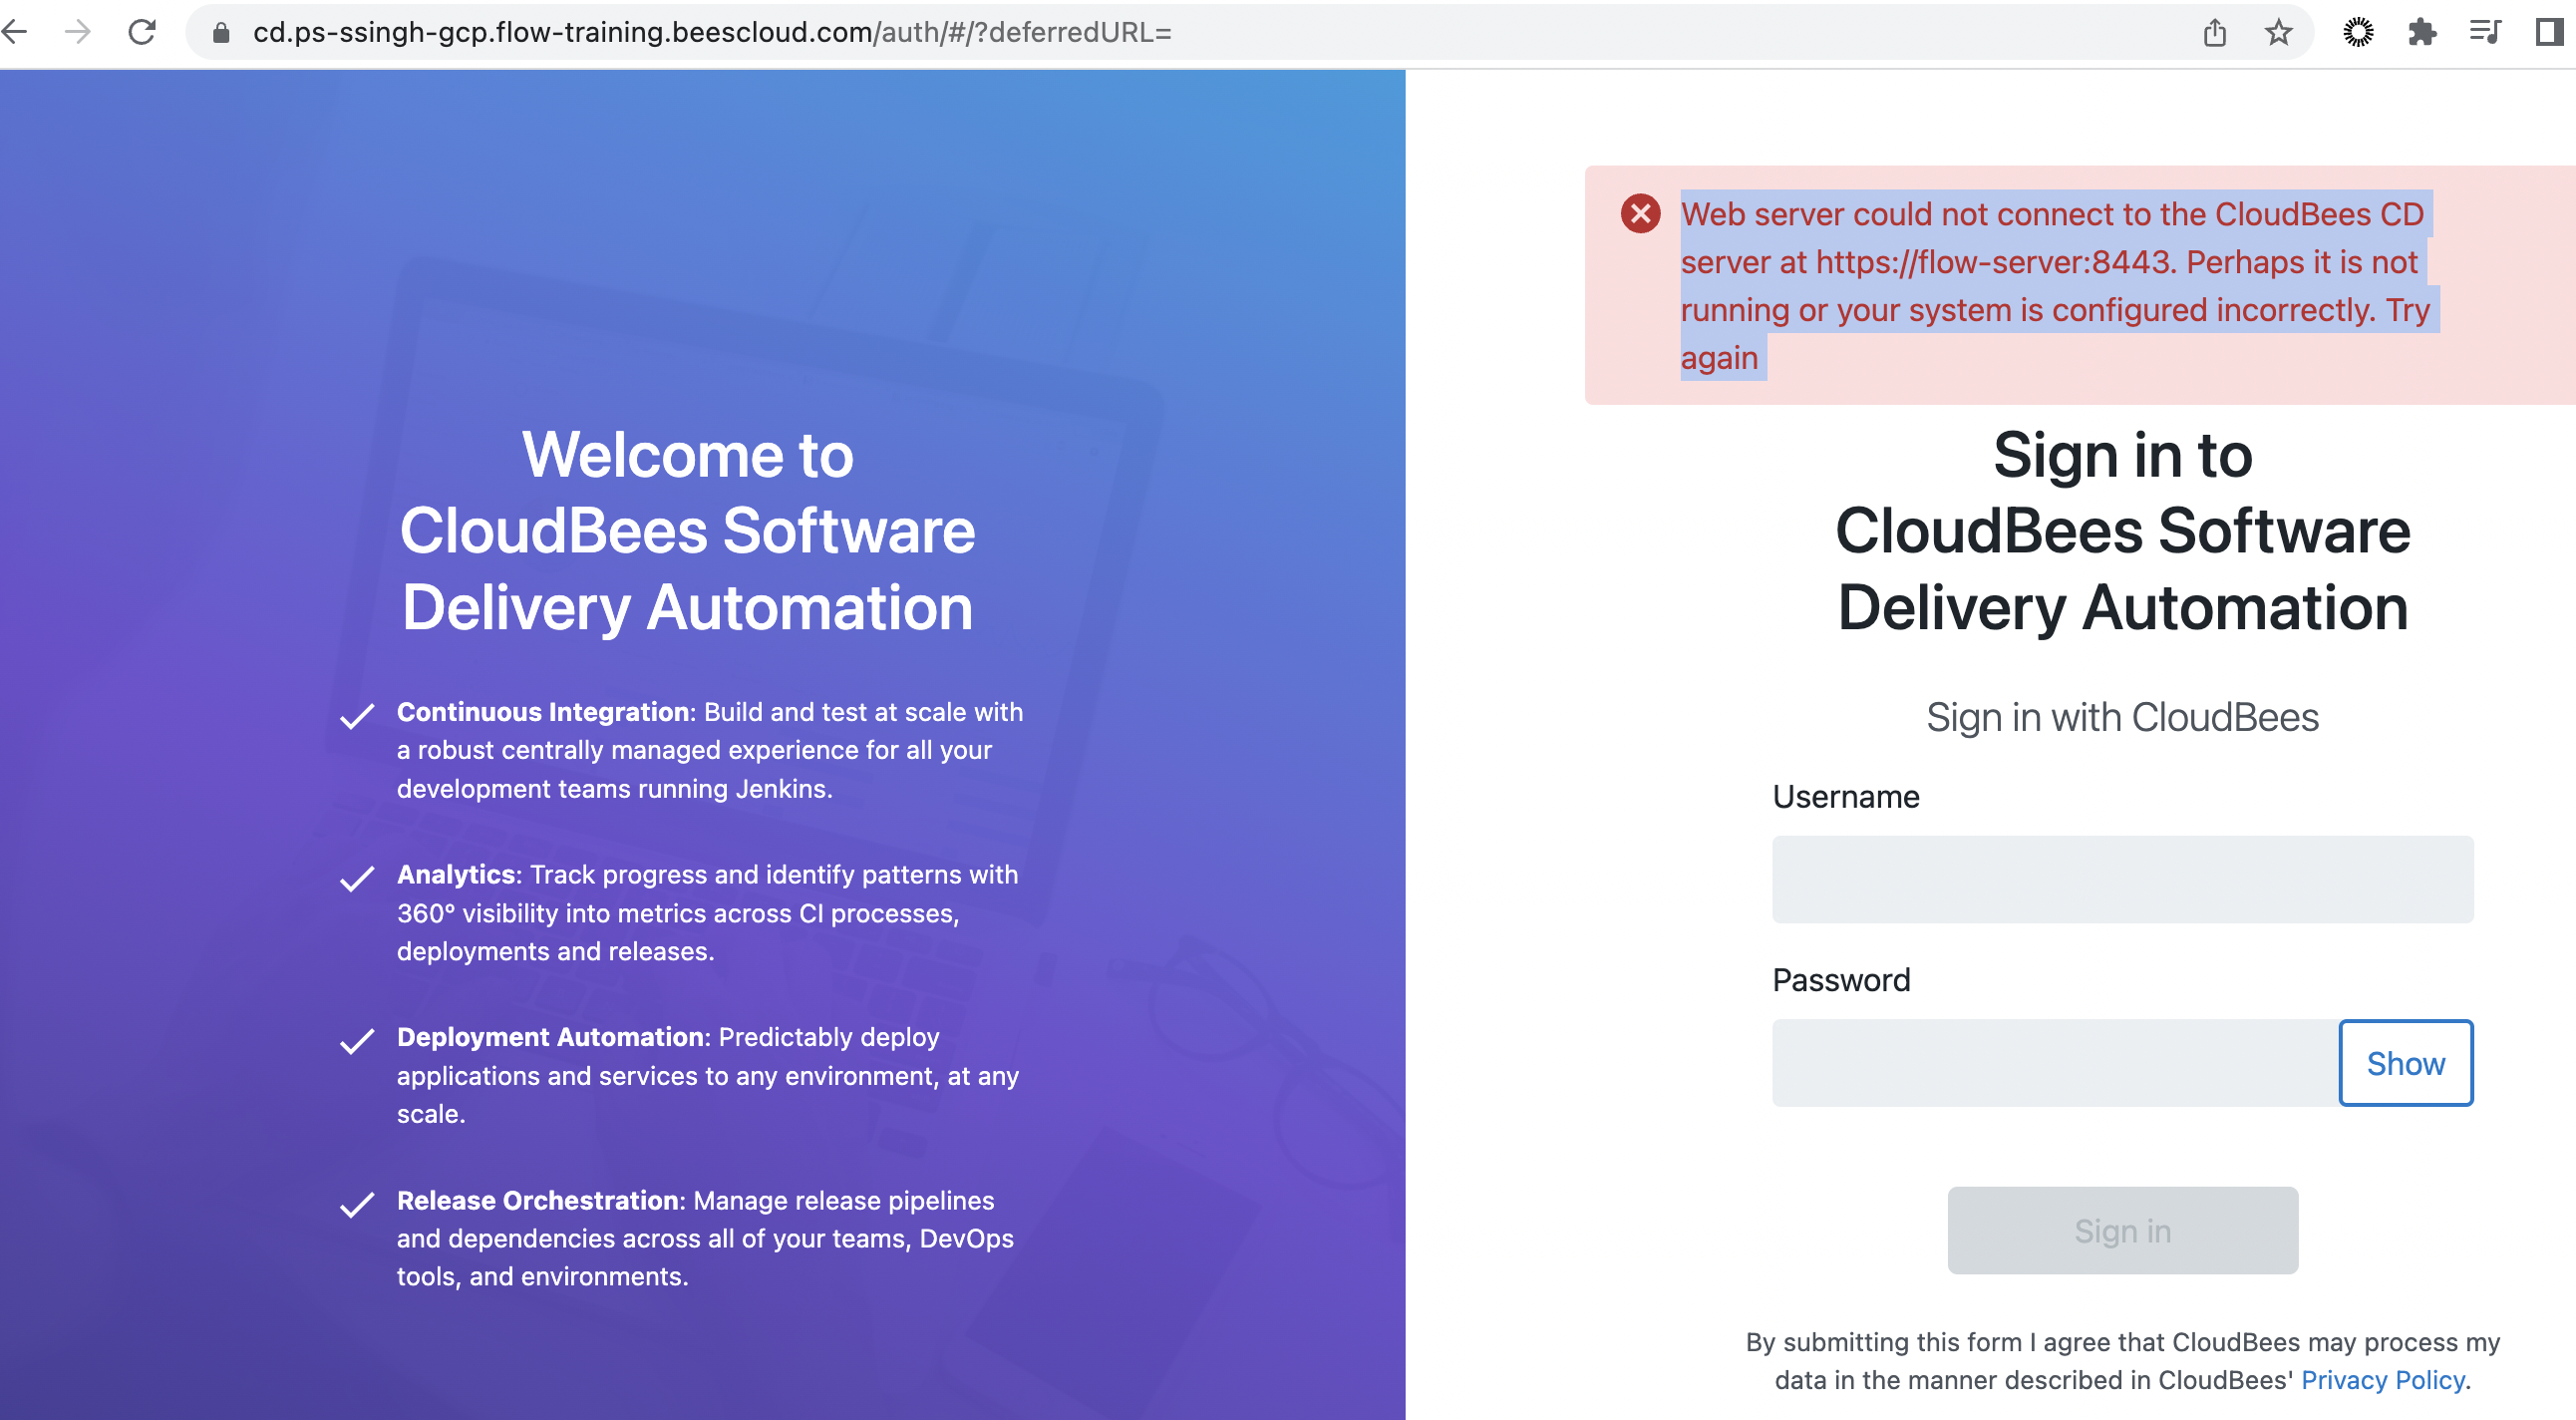 cd.ps-ssingh-gcp.flow-training.beescloud.com/auth/#/?deferredURL=
Welcome to
CloudBees Software
Delivery Automation
Continuous Integration: Build and test at scale with
a robust centrally managed experience for all your
development teams running Jenkins.
Analytics: Track progress and identify patterns with
360° visibility into metrics across CI processes,
deployments and releases.
Deployment Automation: Predictably deploy
applications and services to any environment, at any
scale.
Release Orchestration: Manage release pipelines
and dependencies across all of your teams, DevOps
tools, and environments.
Web server could not connect to the CloudBees CD
server at https://flow-server:8443. Perhaps it is not
running or your system is configured incorrectly. Try
again
Sign in to
CloudBees Software
Delivery Automation
Sign in with CloudBees
Username
Password
Show
Sign in
By submitting this form I agree that CloudBees may process my
data in the manner described in CloudBees' Privacy Policy.